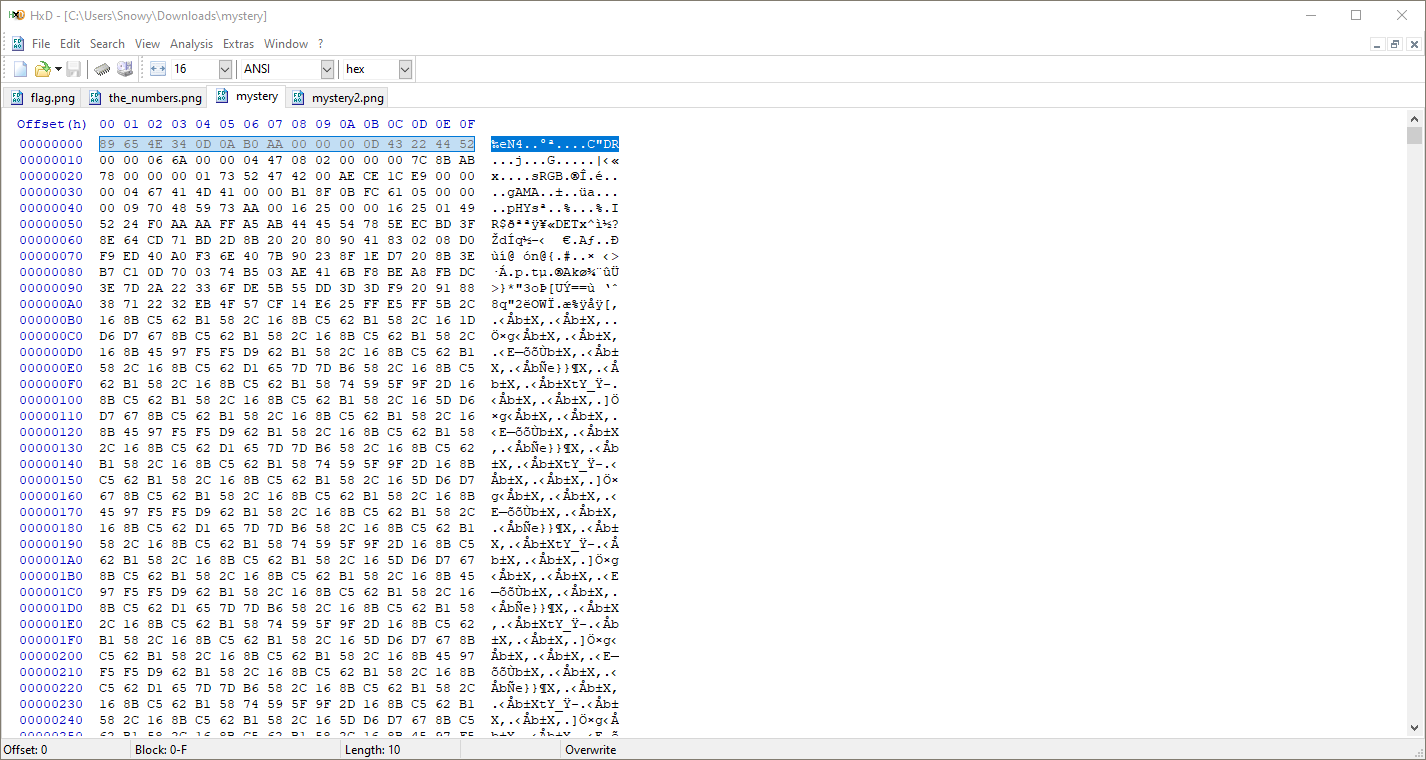 HxD - [C:\Users\Snowy\Downloads\mystery]
File Edit Search View Analysis Extras Window ?
16 ANSI hex
flag.png the_numbers.png mystery mystery2.png
Offset(h) 00 01 02 03 04 05 06 07 08 09 0A 0B 0C 0D 0E 0F
00000000 89 65 4E 34 0D 0A B0 AA 00 00 00 0D 43 22 44 52 ‰eN4..°ª....C"DR
00000010 00 00 06 6A 00 00 04 47 08 02 00 00 00 7C 8B AB ...j...G.....|‹«
00000020 78 00 00 00 01 73 52 47 42 00 AE CE 1C E9 00 00 x....sRGB.®Î.é..
00000030 00 04 67 41 4D 41 00 00 B1 8F 0B FC 61 05 00 00 ..gAMA..±..üa...
00000040 00 09 70 48 59 73 AA 00 16 25 00 00 16 25 01 49 ..pHYsª..%...%.I
00000050 52 24 F0 AA AA FF A5 AB 44 45 54 78 5E EC BD 3F R$ðªªÿ¥«DETx^ì½?
00000060 8E 64 CD 71 BD 2D 8B 20 20 80 90 41 83 02 08 D0 ŽdÍq½-‹  €.Aƒ..Ð
00000070 F9 ED 40 A0 F3 6E 40 7B 90 23 8F 1E D7 20 8B 3E ùí@ ón@{.#..× ‹>
00000080 B7 C1 0D 70 03 74 B5 03 AE 41 6B F8 BE A8 FB DC ·Á.p.tµ.®Akø¾¨ûÜ
00000090 3E 7D 2A 22 33 6F DE 5B 55 DD 3D 3D F9 20 91 88 >}*"3oÞ[UÝ==ù ‘ˆ
000000A0 38 71 22 32 EB 4F 57 CF 14 E6 25 FF E5 FF 5B 2C 8q"2ëOWÏ.æ%ÿåÿ[,
000000B0 16 8B C5 62 B1 58 2C 16 8B C5 62 B1 58 2C 16 1D .‹Åb±X,.‹Åb±X,..
000000C0 D6 D7 67 8B C5 62 B1 58 2C 16 8B C5 62 B1 58 2C Ö×g‹Åb±X,.‹Åb±X,
000000D0 16 8B 45 97 F5 F5 D9 62 B1 58 2C 16 8B C5 62 B1 .‹E—õõÙb±X,.‹Åb±
000000E0 58 2C 16 8B C5 62 D1 65 7D 7D B6 58 2C 16 8B C5 X,.‹ÅbÑe}}¶X,.‹Å
000000F0 62 B1 58 2C 16 8B C5 62 B1 58 74 59 5F 9F 2D 16 b±X,.‹Åb±XtY_Ÿ-.
00000100 8B C5 62 B1 58 2C 16 8B C5 62 B1 58 2C 16 5D D6 ‹Åb±X,.‹Åb±X,.]Ö
00000110 D7 67 8B C5 62 B1 58 2C 16 8B C5 62 B1 58 2C 16 ×g‹Åb±X,.‹Åb±X,.
00000120 8B 45 97 F5 F5 D9 62 B1 58 2C 16 8B C5 62 B1 58 ‹E—õõÙb±X,.‹Åb±X
00000130 2C 16 8B C5 62 D1 65 7D 7D B6 58 2C 16 8B C5 62 ,.‹ÅbÑe}}¶X,.‹Åb
00000140 B1 58 2C 16 8B C5 62 B1 58 74 59 5F 9F 2D 16 8B ±X,.‹Åb±XtY_Ÿ-.‹
00000150 C5 62 B1 58 2C 16 8B C5 62 B1 58 2C 16 5D D6 D7 Åb±X,.‹Åb±X,.]Ö×
00000160 67 8B C5 62 B1 58 2C 16 8B C5 62 B1 58 2C 16 8B g‹Åb±X,.‹Åb±X,.‹
00000170 45 97 F5 F5 D9 62 B1 58 2C 16 8B C5 62 B1 58 2C E—õõÙb±X,.‹Åb±X,
00000180 16 8B C5 62 D1 65 7D 7D B6 58 2C 16 8B C5 62 B1 .‹ÅbÑe}}¶X,.‹Åb±
00000190 58 2C 16 8B C5 62 B1 58 74 59 5F 9F 2D 16 8B C5 X,.‹Åb±XtY_Ÿ-.‹Å
000001A0 62 B1 58 2C 16 8B C5 62 B1 58 2C 16 5D D6 D7 67 b±X,.‹Åb±X,.]Ö×g
000001B0 8B C5 62 B1 58 2C 16 8B C5 62 B1 58 2C 16 8B 45 ‹Åb±X,.‹Åb±X,.‹E
000001C0 97 F5 F5 D9 62 B1 58 2C 16 8B C5 62 B1 58 2C 16 —õõÙb±X,.‹Åb±X,.
000001D0 8B C5 62 D1 65 7D 7D B6 58 2C 16 8B C5 62 B1 58 ‹ÅbÑe}}¶X,.‹Åb±X
000001E0 2C 16 8B C5 62 B1 58 74 59 5F 9F 2D 16 8B C5 62 ,.‹Åb±XtY_Ÿ-.‹Åb
000001F0 B1 58 2C 16 8B C5 62 B1 58 2C 16 5D D6 D7 67 8B ±X,.‹Åb±X,.]Ö×g‹
00000200 C5 62 B1 58 2C 16 8B C5 62 B1 58 2C 16 8B 45 97 Åb±X,.‹Åb±X,.‹E—
00000210 F5 F5 D9 62 B1 58 2C 16 8B C5 62 B1 58 2C 16 8B õõÙb±X,.‹Åb±X,.‹
00000220 C5 62 D1 65 7D 7D B6 58 2C 16 8B C5 62 B1 58 2C ÅbÑe}}¶X,.‹Åb±X,
00000230 16 8B C5 62 B1 58 74 59 5F 9F 2D 16 8B C5 62 B1 .‹Åb±XtY_Ÿ-.‹Åb±
00000240 58 2C 16 8B C5 62 B1 58 2C 16 5D D6 D7 67 8B C5 X,.‹Åb±X,.]Ö×g‹Å
00000250 62 B1 58 2C 16 8B C5 62 B1 58 2C 16 8B 45 97 F5 b±X,.‹Åb±X,.‹E—õ
Offset: 0 Block: 0-F Length: 10 Overwrite